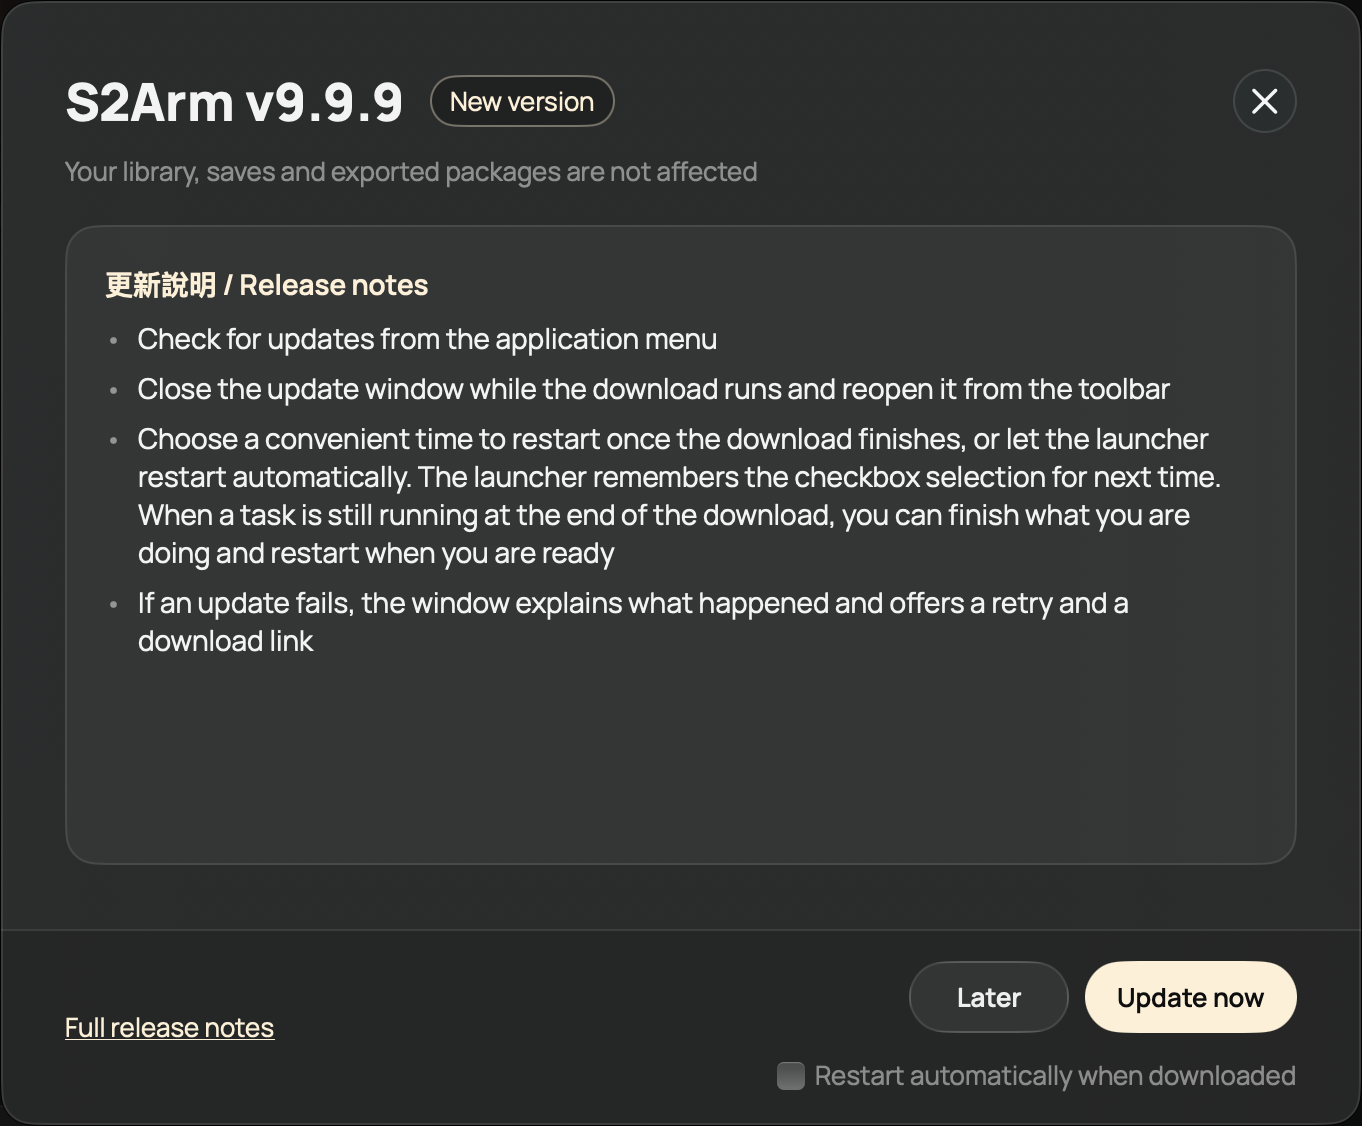 S2Arm v9.9.9
New version
Your library, saves and exported packages are not affected
更新說明 / Release notes
• Check for updates from the application menu
• Close the update window while the download runs and reopen it from the toolbar
• Choose a convenient time to restart once the download finishes, or let the launcher
restart automatically. The launcher remembers the checkbox selection for next time.
When a task is still running at the end of the download, you can finish what you are
doing and restart when you are ready
• If an update fails, the window explains what happened and offers a retry and a
download link
Later
Update now
Full release notes
Restart automatically when downloaded